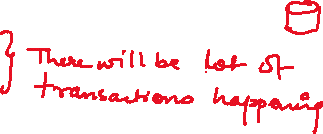 There will be lot of
transactions happening